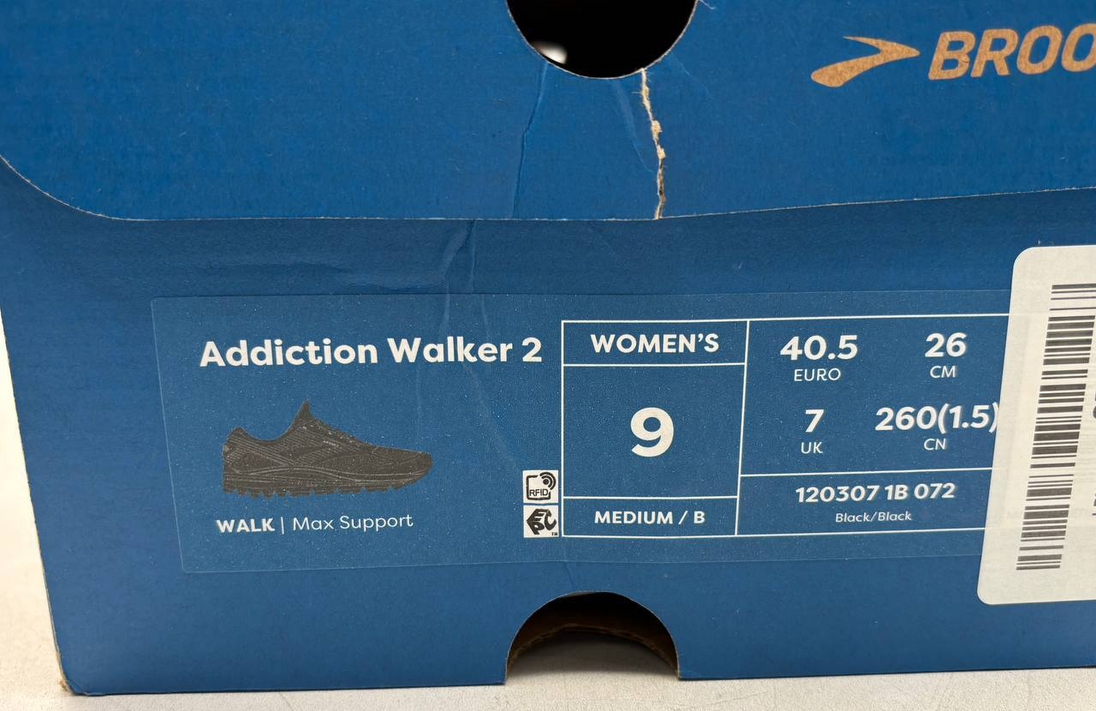 BROO
Addiction Walker 2
WALK | Max Support
RFID
WOMEN'S
9
MEDIUM / B
40.5
EURO
26
CM
7
UK
260(1.5)
CN
120307 1B 072
Black/Black